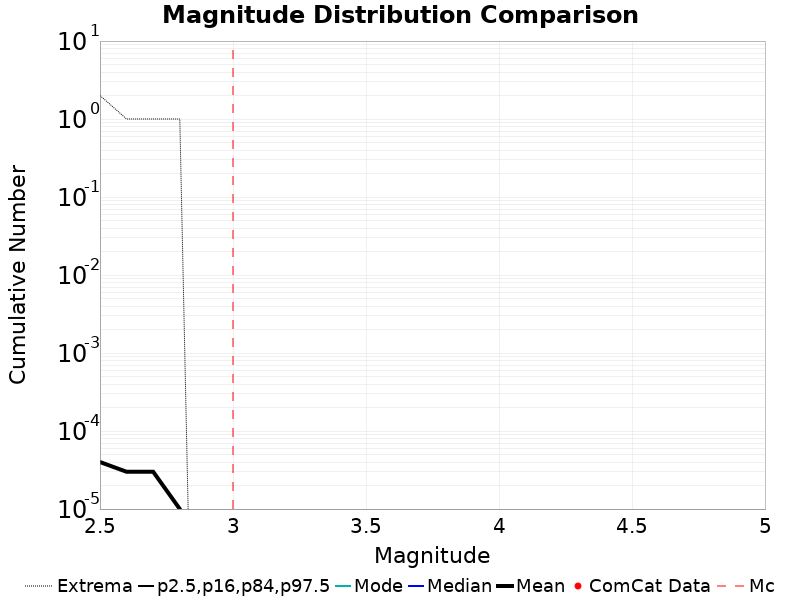 Magnitude Distribution Comparison
10^1
10^0
10^-1
10^-2
10^-3
10^-4
10^-5
Cumulative Number
2.5 3 3.5 4 4.5 5
Magnitude
Extrema p2.5,p16,p84,p97.5 Mode Median Mean ComCat Data Mc